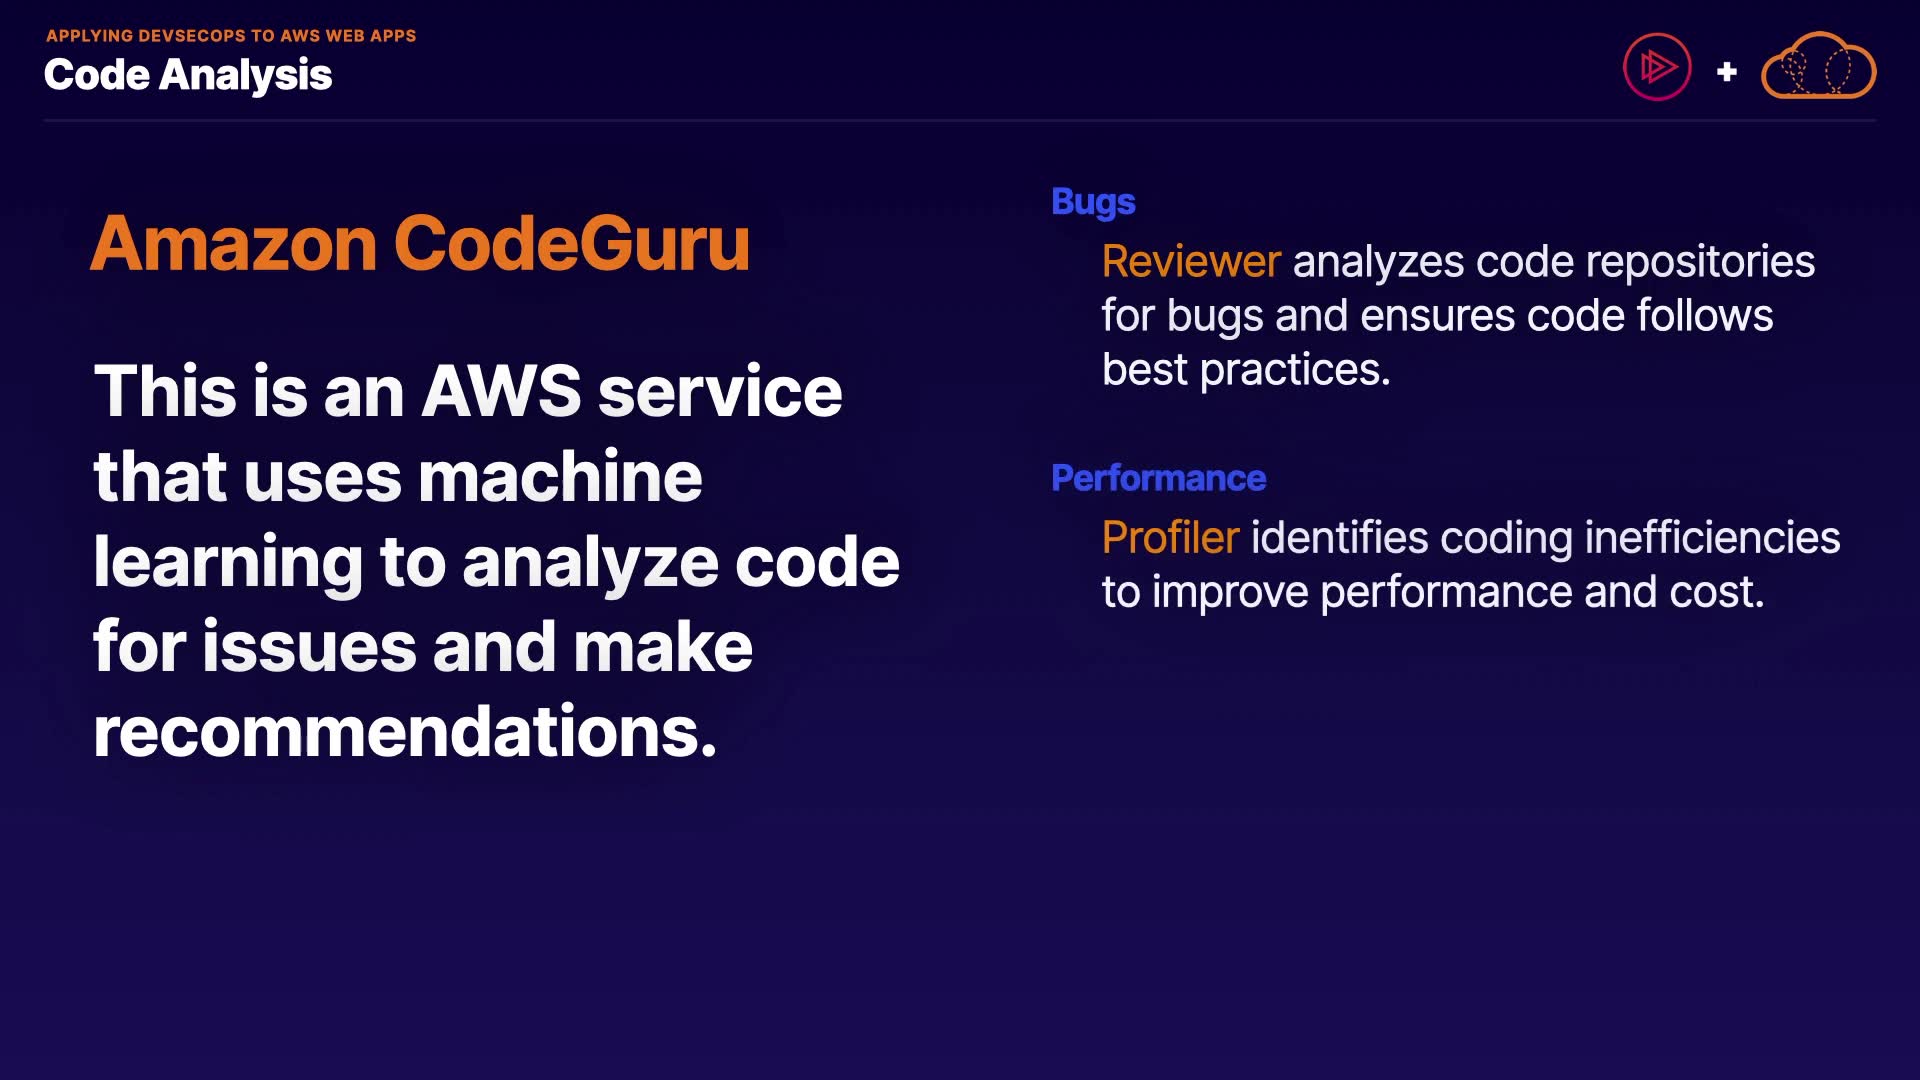 APPLYING DEVSECOPS TO AWS WEB APPS
Code Analysis
Amazon CodeGuru
This is an AWS service
that uses machine
learning to analyze code
for issues and make
recommendations.
Bugs
Reviewer analyzes code repositories
for bugs and ensures code follows
best practices.
Performance
Profiler identifies coding inefficiencies
to improve performance and cost.